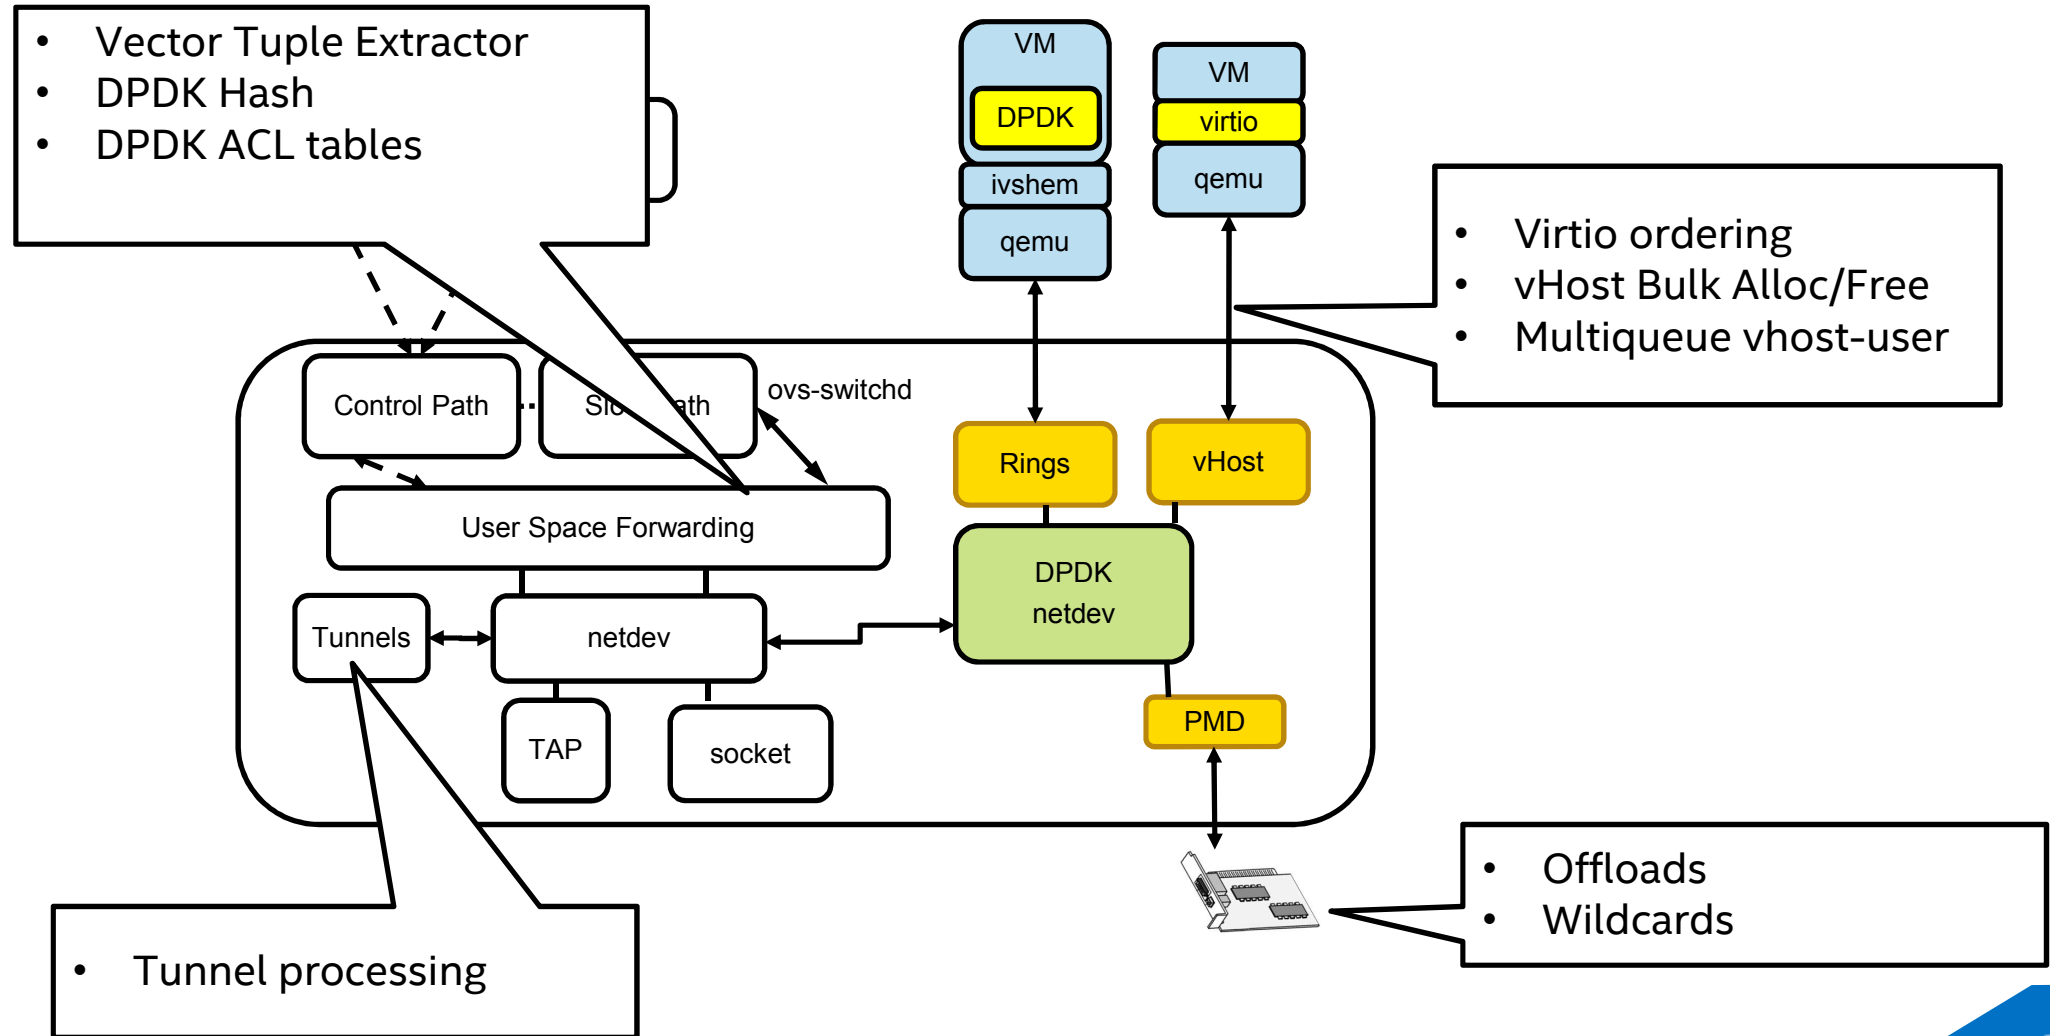 • Vector Tuple Extractor
• DPDK Hash
• DPDK ACL tables
VM
DPDK
ivshem
qemu
VM
virtio
qemu
• Virtio ordering
• vHost Bulk Alloc/Free
• Multiqueue vhost-user
Control Path
ovs-switchd
Rings
vHost
User Space Forwarding
DPDK
netdev
Tunnels
netdev
TAP
socket
PMD
• Offloads
• Wildcards
• Tunnel processing